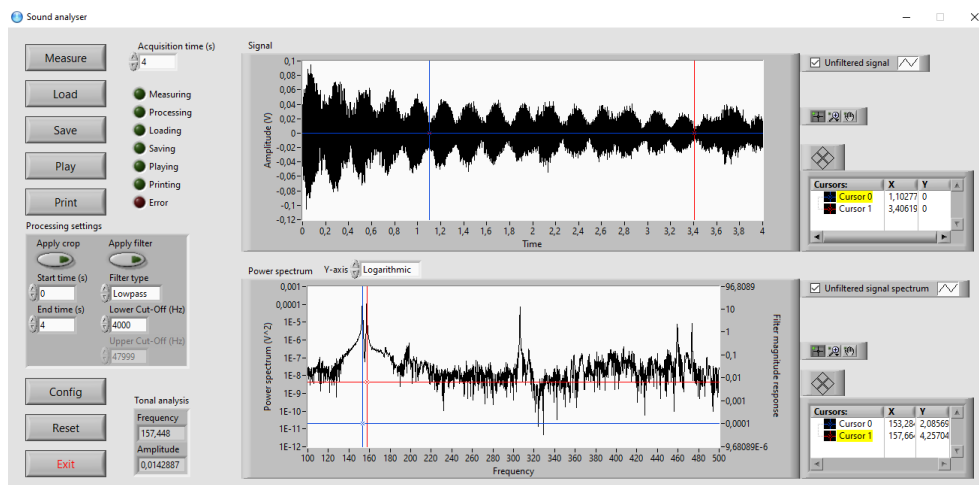 Sound analyser
Measure
Load
Save
Play
Print
Acquisition time (s)
4
Measuring
Processing
Loading
Saving
Playing
Printing
Error
Processing settings
Apply crop Apply filter
Start time (s) Filter type
0 Lowpass
End time (s) Lower Cut-Off (Hz)
4 4000
Upper Cut-Off (Hz)
47999
Config
Reset
Exit
Tonal analysis
Frequency
157,448
Amplitude
0,0142887
Signal
Amplitude (V)
0,1
0,08
0,06
0,04
0,02
0
-0,02
-0,04
-0,06
-0,08
-0,1
-0,12
0 0,2 0,4 0,6 0,8 1 1,2 1,4 1,6 1,8 2 2,2 2,4 2,6 2,8 3 3,2 3,4 3,6 3,8 4
Time
Unfiltered signal
Cursors: X Y
Cursor 0 1,10277 0
Cursor 1 3,40619 0
Power spectrum Y-axis Logarithmic
Power spectrum (V^2)
0,001
0,0001
1E-5
1E-6
1E-7
1E-8
1E-9
1E-10
1E-11
1E-12
100 120 140 160 180 200 220 240 260 280 300 320 340 360 380 400 420 440 460 480 500
Frequency
96,8089
10
1
0,1
0,01
0,001
0,0001
9,68089E-6
Filter magnitude response
Unfiltered signal spectrum
Cursors: X Y
Cursor 0 153,284 2,08569
Cursor 1 157,664 4,25704